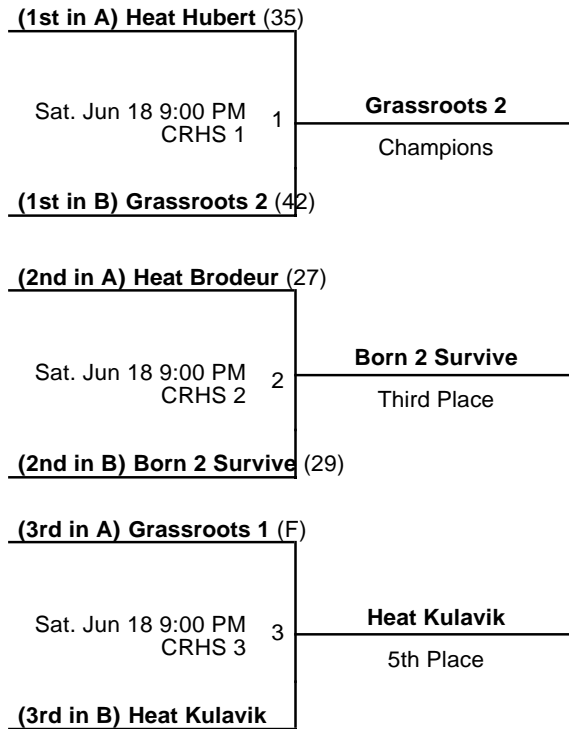 (1st in A) Heat Hubert (35)
Sat. Jun 18 9:00 PM
CRHS 1
1
Grassroots 2
Champions
(1st in B) Grassroots 2 (42)
(2nd in A) Heat Brodeur (27)
Sat. Jun 18 9:00 PM
CRHS 2
2
Born 2 Survive
Third Place
(2nd in B) Born 2 Survive (29)
(3rd in A) Grassroots 1 (F)
Sat. Jun 18 9:00 PM
CRHS 3
3
Heat Kulavik
5th Place
(3rd in B) Heat Kulavik